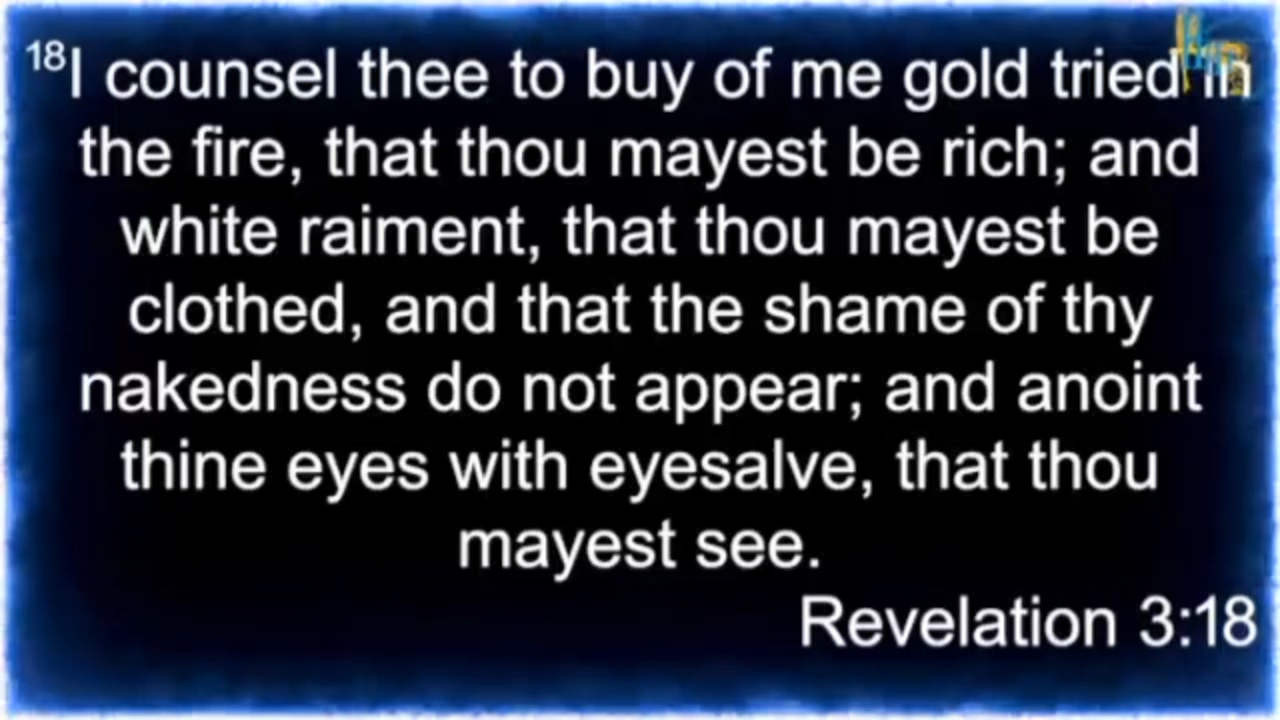 18I counsel thee to buy of me gold tried in
the fire, that thou mayest be rich; and
white raiment, that thou mayest be
clothed, and that the shame of thy
nakedness do not appear; and anoint
thine eyes with eyesalve, that thou
mayest see.
Revelation 3:18